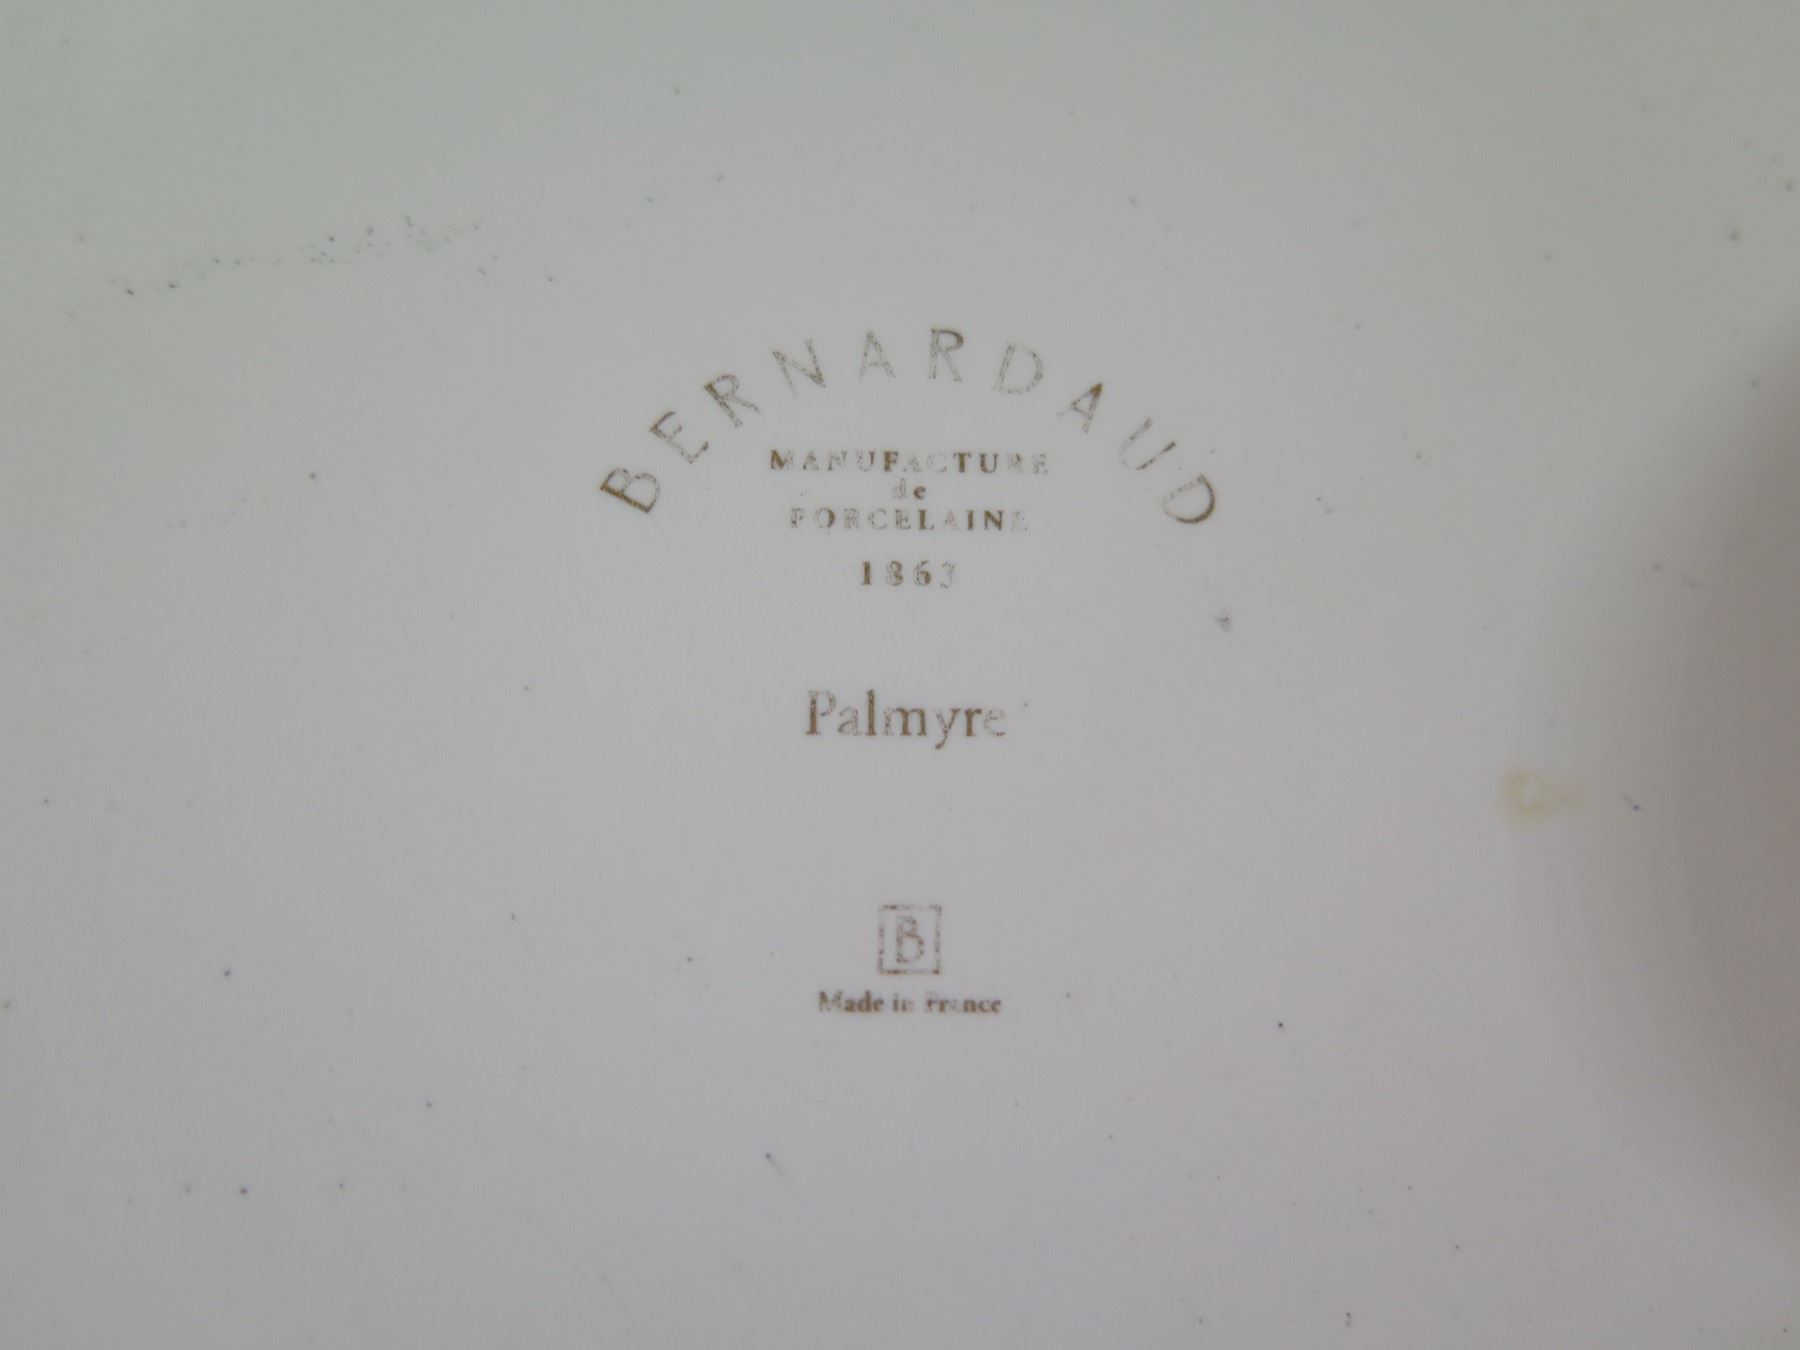 BERNARDAUD
MANUFACTURE
de
PORCELAINE
1863
Palmyre
B
Made in France